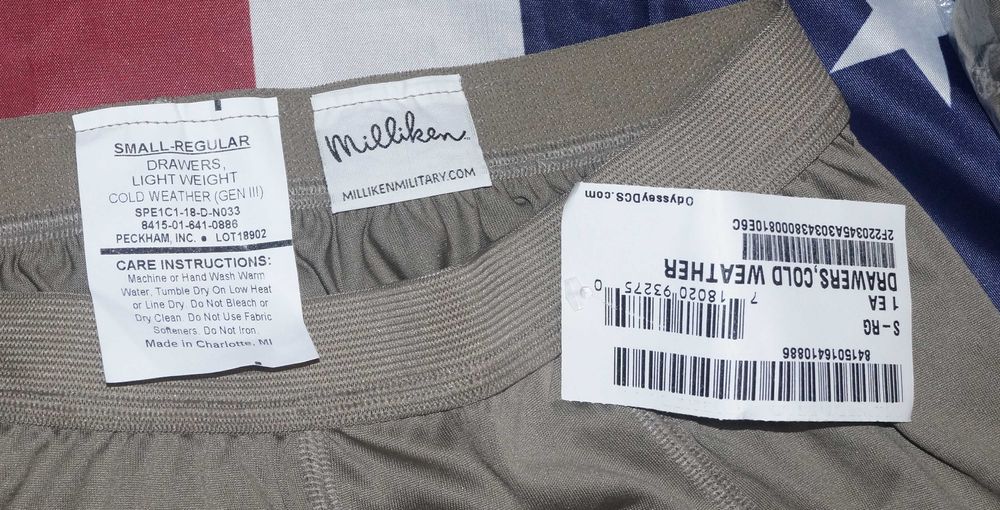 SMALL-REGULAR
DRAWERS,
LIGHT WEIGHT
COLD WEATHER (GEN III)
SPE1C1-18-D-N033
8415-01-641-0886
PECKHAM, INC. ● LOT18902
CARE INSTRUCTIONS:
Machine or Hand Wash Warm
Water, Tumble Dry On Low Heat
or Line Dry. Do Not Bleach or
Dry Clean. Do Not Use Fabric
Softeners. Do Not Iron.
Made in Charlotte, MI
Milliken™
MILLIKENMILITARY.COM
8415016410886
S-RG
1 EA
7 18020 93275 0
DRAWERS,COLD WEATHER
2F220345A30438000810E6C
OdysseyDCS.com